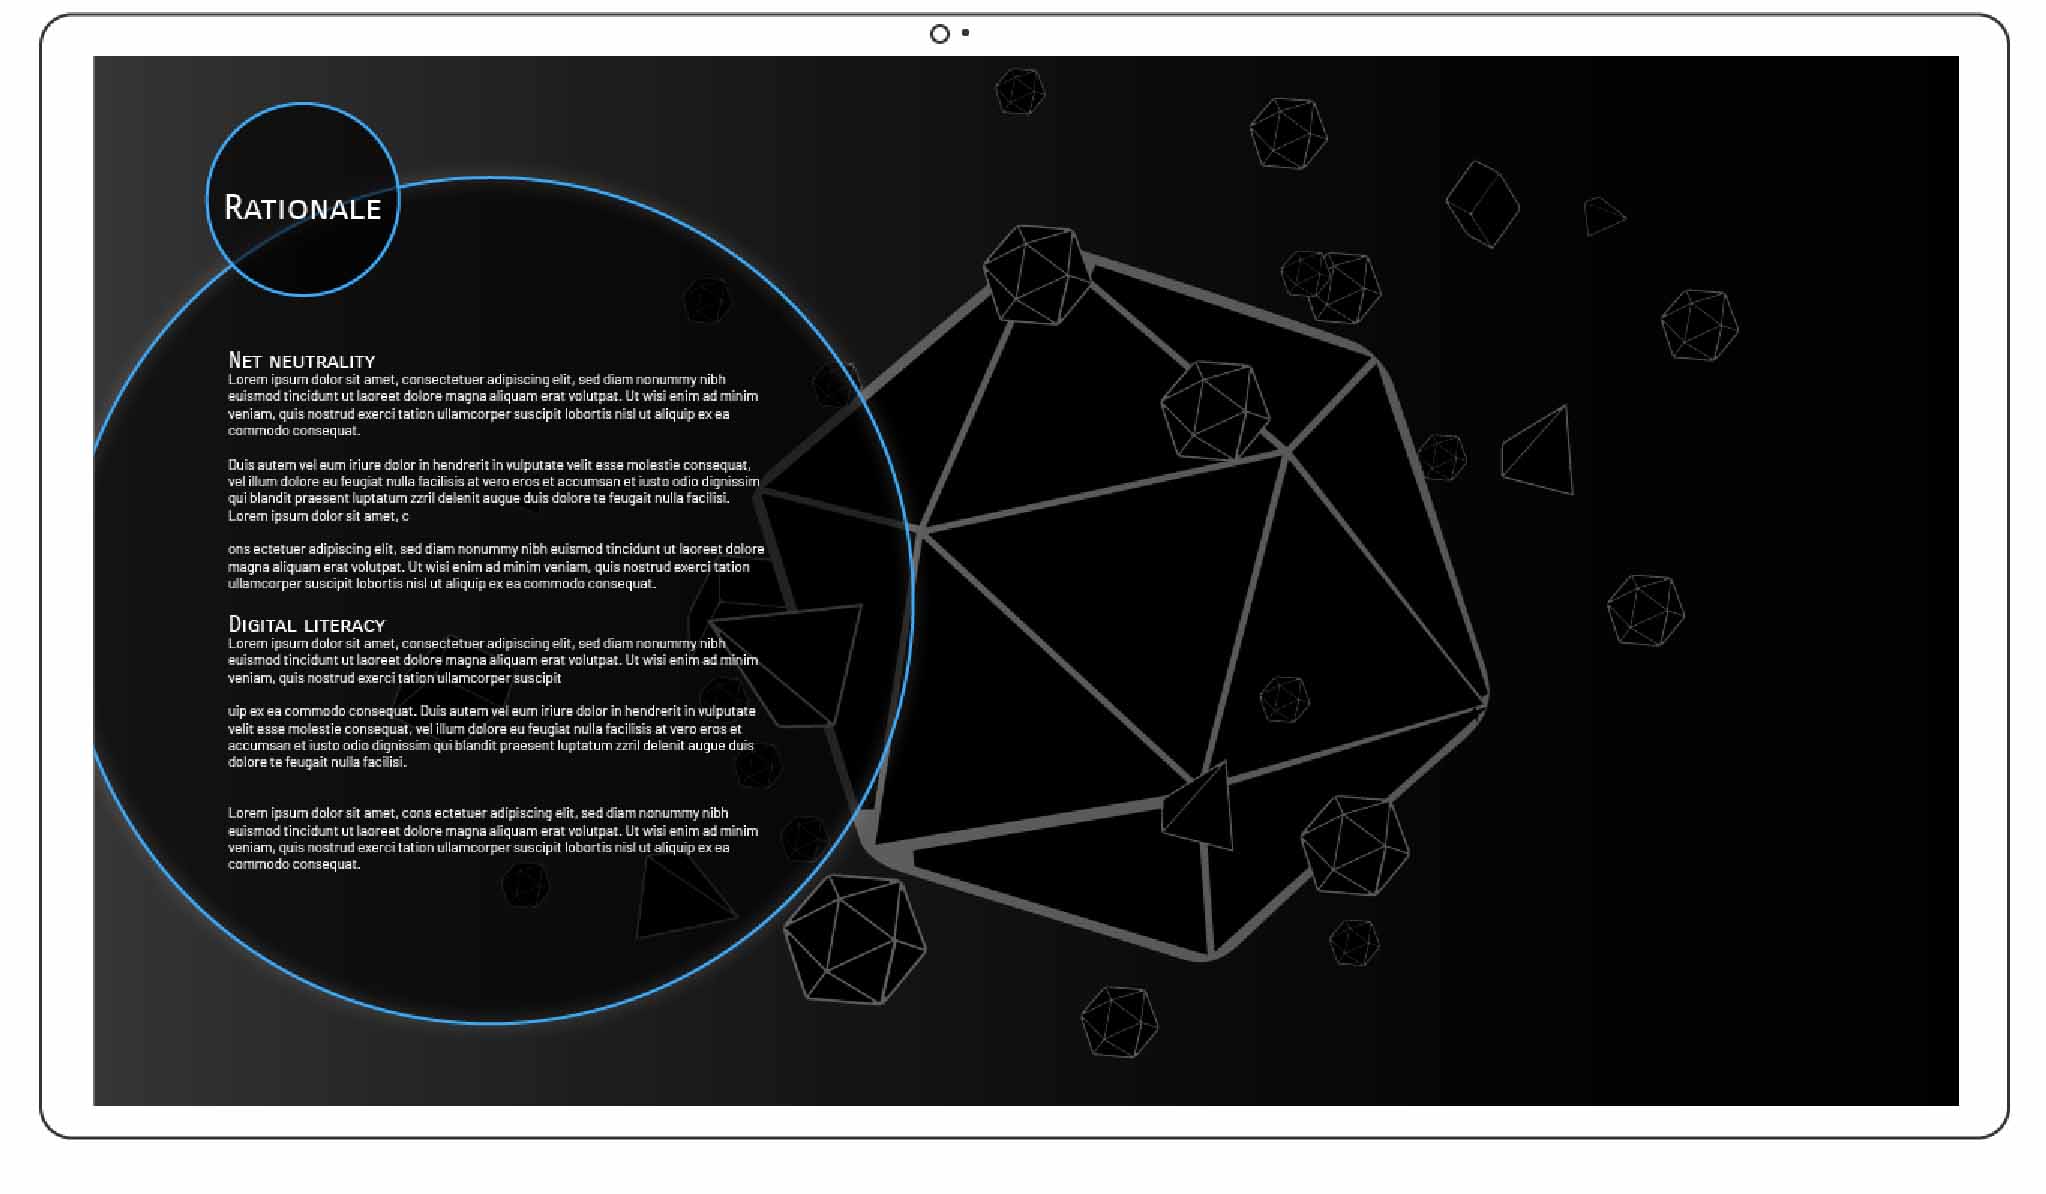 Rationale
Net neutrality
Lorem ipsum dolor sit amet, consectetuer adipiscing elit, sed diam nonummy nibh
euismod tincidunt ut laoreet dolore magna aliquam erat volutpat. Ut wisi enim ad minim
veniam, quis nostrud exerci tation ullamcorper suscipit lobortis nisl ut aliquip ex ea
commodo consequat.
Duis autem vel eum iriure dolor in hendrerit in vulputate velit esse molestie consequat,
vel illum dolore eu feugiat nulla facilisis at vero eros et accumsan et iusto odio dignissim
qui blandit praesent luptatum zzril delenit augue duis dolore te feugait nulla facilisi.
Lorem ipsum dolor sit amet, c
ons ectetuer adipiscing elit, sed diam nonummy nibh euismod tincidunt ut laoreet dolore
magna aliquam erat volutpat. Ut wisi enim ad minim veniam, quis nostrud exerci tation
ullamcorper suscipit lobortis nisl ut aliquip ex ea commodo consequat.
Digital literacy
Lorem ipsum dolor sit amet, consectetuer adipiscing elit, sed diam nonummy nibh
euismod tincidunt ut laoreet dolore magna aliquam erat volutpat. Ut wisi enim ad minim
veniam, quis nostrud exerci tation ullamcorper suscipit
uip ex ea commodo consequat. Duis autem vel eum iriure dolor in hendrerit in vulputate
velit esse molestie consequat, vel illum dolore eu feugiat nulla facilisis at vero eros et
accumsan et iusto odio dignissim qui blandit praesent luptatum zzril delenit augue duis
dolore te feugait nulla facilisi.
Lorem ipsum dolor sit amet, cons ectetuer adipiscing elit, sed diam nonummy nibh
euismod tincidunt ut laoreet dolore magna aliquam erat volutpat. Ut wisi enim ad minim
veniam, quis nostrud exerci tation ullamcorper suscipit lobortis nisl ut aliquip ex ea
commodo consequat.